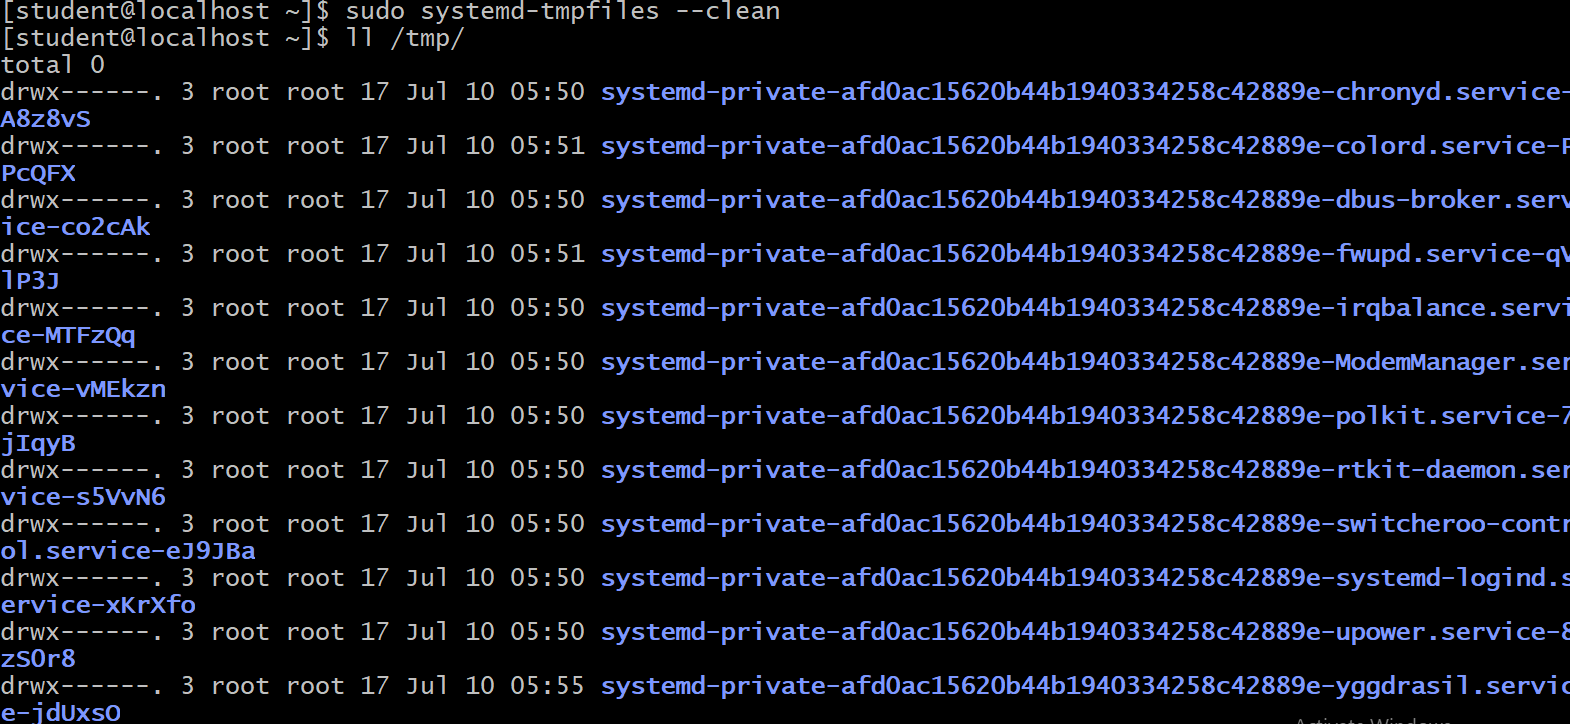 [student@localhost ~]$ sudo systemd-tmpfiles --clean
[student@localhost ~]$ ll /tmp/
total 0
drwx------. 3 root root 17 Jul 10 05:50 systemd-private-afd0ac15620b44b1940334258c42889e-chronyd.service-
A8z8vS
drwx------. 3 root root 17 Jul 10 05:51 systemd-private-afd0ac15620b44b1940334258c42889e-colord.service-P
PcQFX
drwx------. 3 root root 17 Jul 10 05:50 systemd-private-afd0ac15620b44b1940334258c42889e-dbus-broker.serv
ice-co2cAk
drwx------. 3 root root 17 Jul 10 05:51 systemd-private-afd0ac15620b44b1940334258c42889e-fwupd.service-qV
lP3J
drwx------. 3 root root 17 Jul 10 05:50 systemd-private-afd0ac15620b44b1940334258c42889e-irqbalance.servi
ce-MTFzQq
drwx------. 3 root root 17 Jul 10 05:50 systemd-private-afd0ac15620b44b1940334258c42889e-ModemManager.ser
vice-vMEkzn
drwx------. 3 root root 17 Jul 10 05:50 systemd-private-afd0ac15620b44b1940334258c42889e-polkit.service-7
jIqyB
drwx------. 3 root root 17 Jul 10 05:50 systemd-private-afd0ac15620b44b1940334258c42889e-rtkit-daemon.ser
vice-s5VvN6
drwx------. 3 root root 17 Jul 10 05:50 systemd-private-afd0ac15620b44b1940334258c42889e-switcheroo-contr
ol.service-eJ9JBa
drwx------. 3 root root 17 Jul 10 05:50 systemd-private-afd0ac15620b44b1940334258c42889e-systemd-logind.s
ervice-xKrXfo
drwx------. 3 root root 17 Jul 10 05:50 systemd-private-afd0ac15620b44b1940334258c42889e-upower.service-8
zSOr8
drwx------. 3 root root 17 Jul 10 05:55 systemd-private-afd0ac15620b44b1940334258c42889e-yggdrasil.servic
e-jdUxsO
Activate Windows